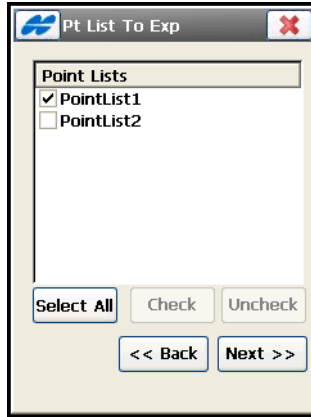 Pt List To Exp
Point Lists
PointList1
PointList2
Select All Check Uncheck
<< Back Next >>